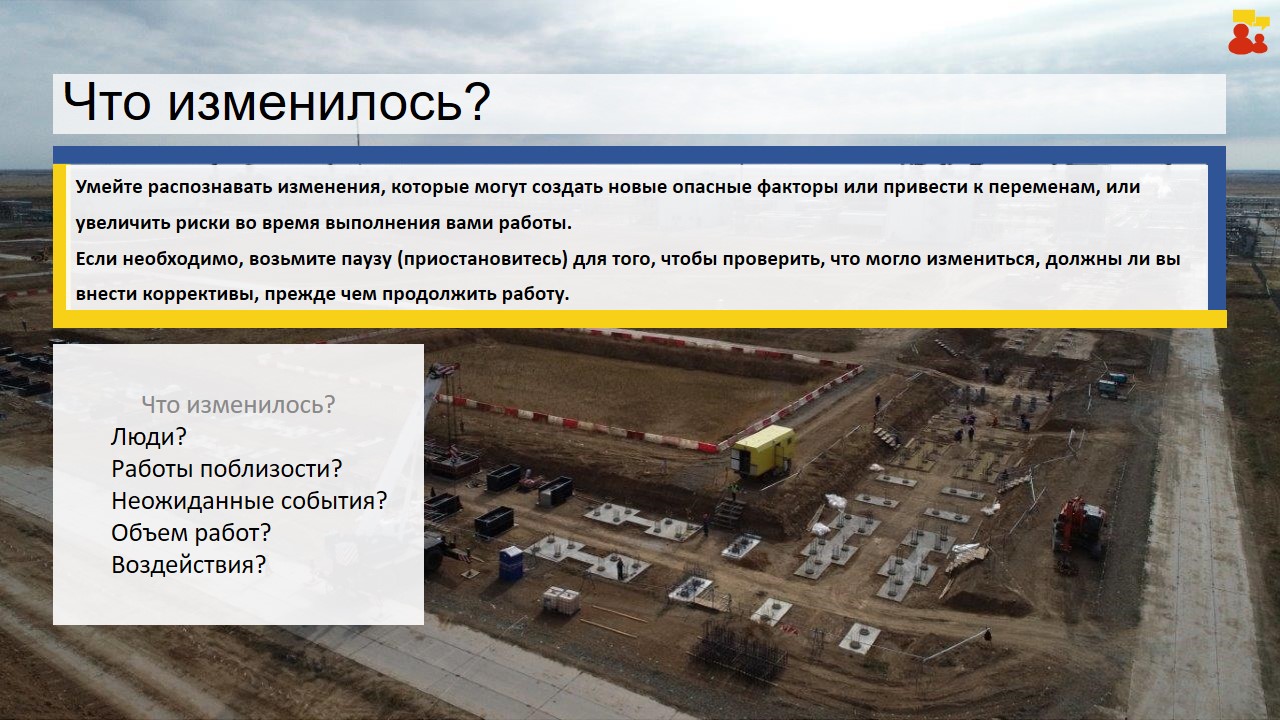 Что изменилось?
Умейте распознавать изменения, которые могут создать новые опасные факторы или привести к переменам, или
увеличить риски во время выполнения вами работы.
Если необходимо, возьмите паузу (приостановитесь) для того, чтобы проверить, что могло измениться, должны ли вы
внести коррективы, прежде чем продолжить работу.
Что изменилось?
Люди?
Работы поблизости?
Неожиданные события?
Объем работ?
Воздействия?